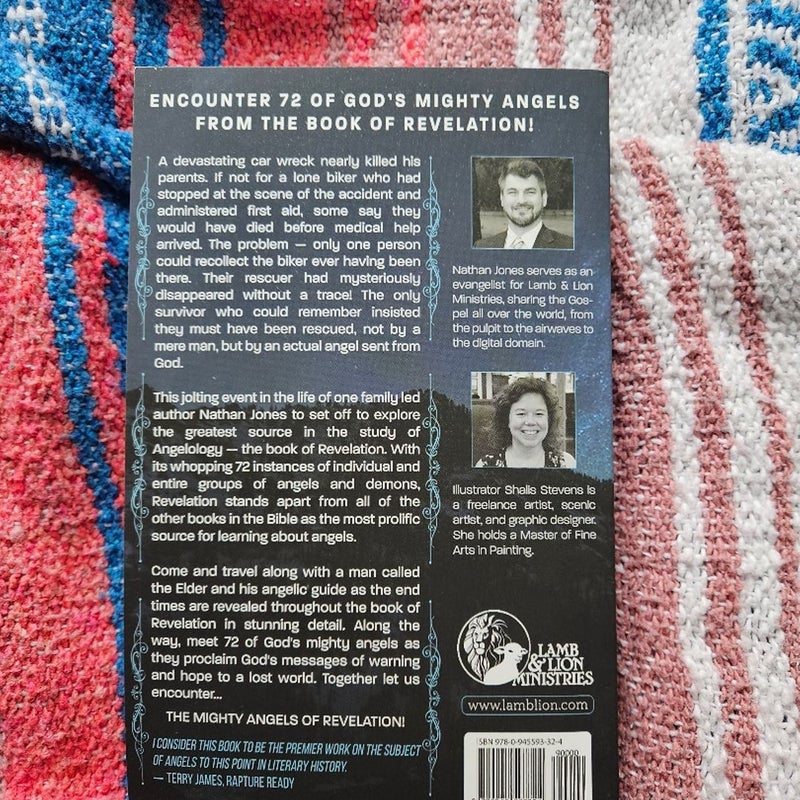 ENCOUNTER 72 OF GOD'S MIGHTY ANGELS
FROM THE BOOK OF REVELATION!
A devastating car wreck nearly killed his
parents. If not for a lone biker who had
stopped at the scene of the accident and
administered first aid, some say they
would have died before medical help
arrived. The problem — only one person
could recollect the biker ever having been
there. Their rescuer had mysteriously
disappeared without a trace! The only
survivor who could remember insisted
they must have been rescued, not by a
mere man, but by an actual angel sent from
God.
This jolting event in the life of one family led
author Nathan Jones to set off to explore
the greatest source in the study of
Angelology — the book of Revelation. With
its whopping 72 instances of individual and
entire groups of angels and demons,
Revelation stands apart from all of the
other books in the Bible as the most prolific
source for learning about angels.
Come and travel along with a man called
the Elder and his angelic guide as the end
times are revealed throughout the book of
Revelation in stunning detail. Along the
way, meet 72 of God's mighty angels as
they proclaim God's messages of warning
and hope to a lost world. Together let us
encounter...
THE MIGHTY ANGELS OF REVELATION!
I CONSIDER THIS BOOK TO BE THE PREMIER WORK ON THE SUBJECT
OF ANGELS TO THIS POINT IN LITERARY HISTORY.
— TERRY JAMES, RAPTURE READY
Nathan Jones serves as an
evangelist for Lamb & Lion
Ministries, sharing the Gos-
pel all over the world, from
the pulpit to the airwaves to
the digital domain.
Illustrator Shalis Stevens is
a freelance artist, scenic
artist, and graphic designer.
She holds a Master of Fine
Arts in Painting.
LAMB
& LION
MINISTRIES
www.lamblion.com
ISBN 978-0-945593-32-4
90000